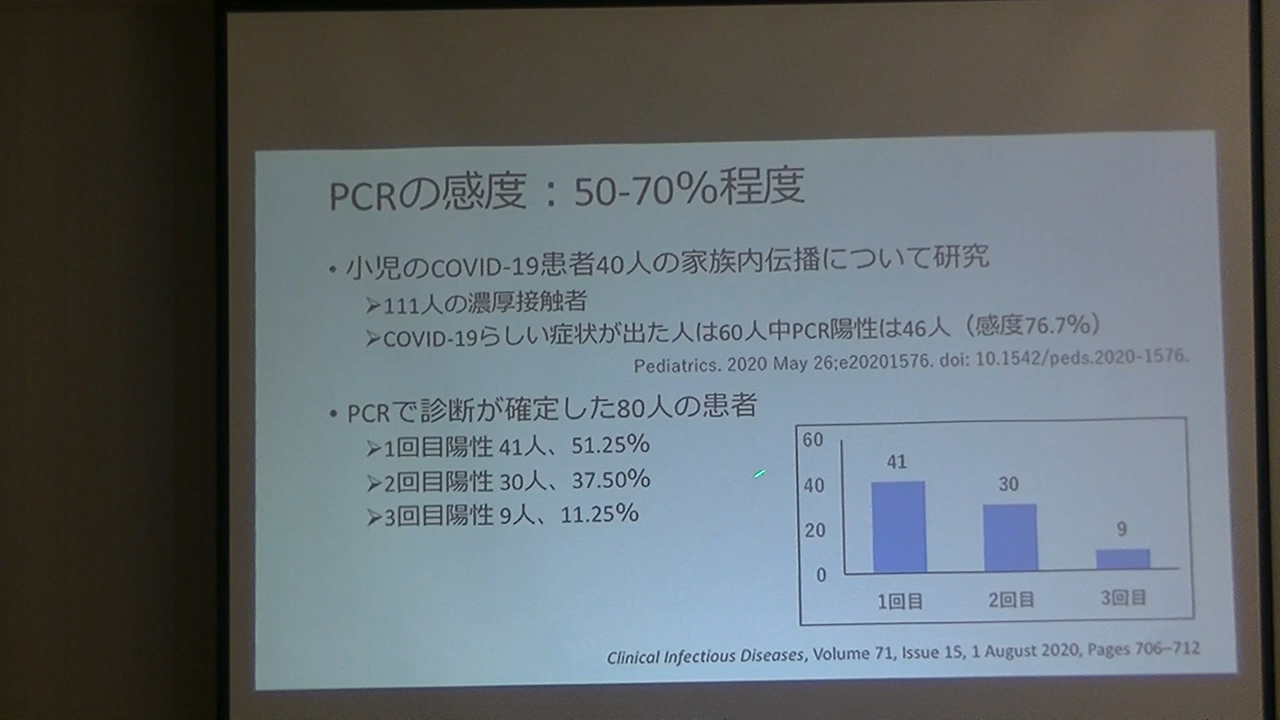 PCRの感度：50-70%程度
• 小児のCOVID-19患者40人の家族内伝播について研究
➢111人の濃厚接触者
➢COVID-19らしい症状が出た人は60人中PCR陽性は46人（感度76.7%）
Pediatrics. 2020 May 26;e20201576. doi: 10.1542/peds.2020-1576.
• PCRで診断が確定した80人の患者
➢1回目陽性 41人、51.25%
➢2回目陽性 30人、37.50%
➢3回目陽性 9人、11.25%
60
40
20
0
41
30
9
1回目 2回目 3回目
Clinical Infectious Diseases, Volume 71, Issue 15, 1 August 2020, Pages 706–712